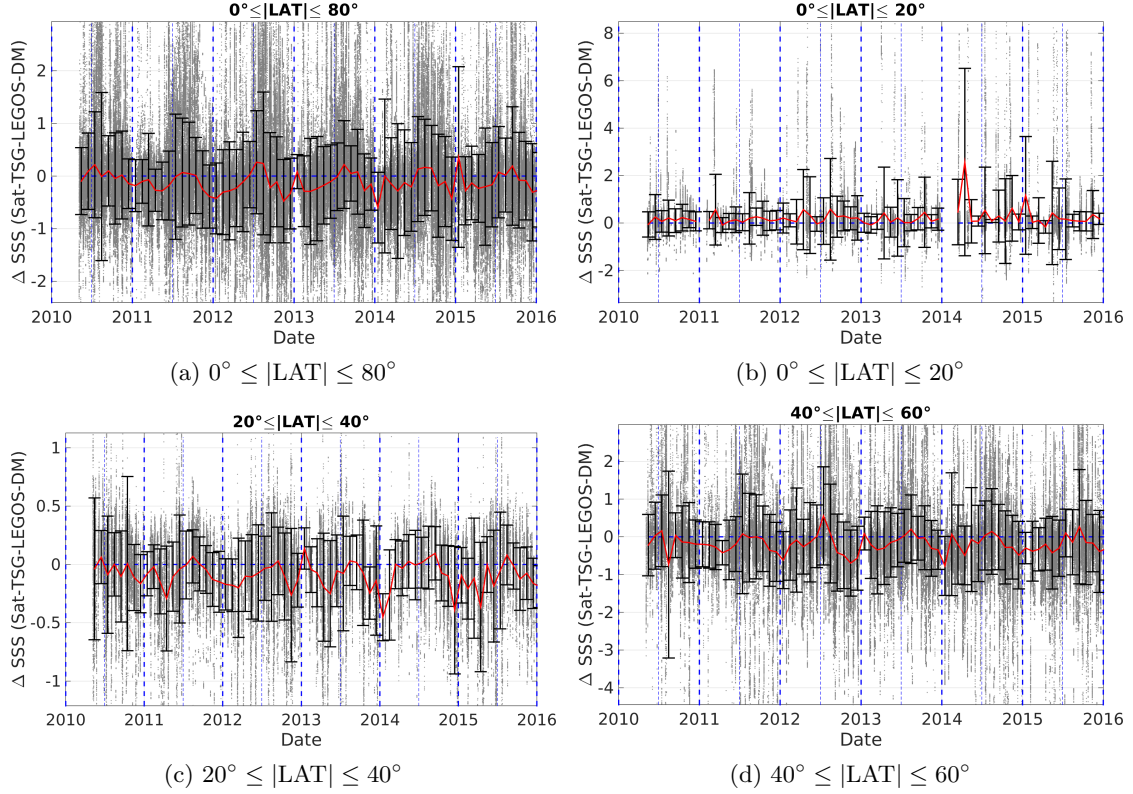 0°≤|LAT|≤ 80°
Δ SSS (Sat-TSG-LEGOS-DM)
2
1
0
-1
-2
2010 2011 2012 2013 2014 2015 2016
Date
(a) 0° ≤ |LAT| ≤ 80°
0°≤|LAT|≤ 20°
Δ SSS (Sat-TSG-LEGOS-DM)
8
6
4
2
0
-2
2010 2011 2012 2013 2014 2015 2016
Date
(b) 0° ≤ |LAT| ≤ 20°
20°≤|LAT|≤ 40°
Δ SSS (Sat-TSG-LEGOS-DM)
1
0.5
0
-0.5
-1
2010 2011 2012 2013 2014 2015 2016
Date
(c) 20° ≤ |LAT| ≤ 40°
40°≤|LAT|≤ 60°
Δ SSS (Sat-TSG-LEGOS-DM)
2
1
0
-1
-2
-3
-4
2010 2011 2012 2013 2014 2015 2016
Date
(d) 40° ≤ |LAT| ≤ 60°